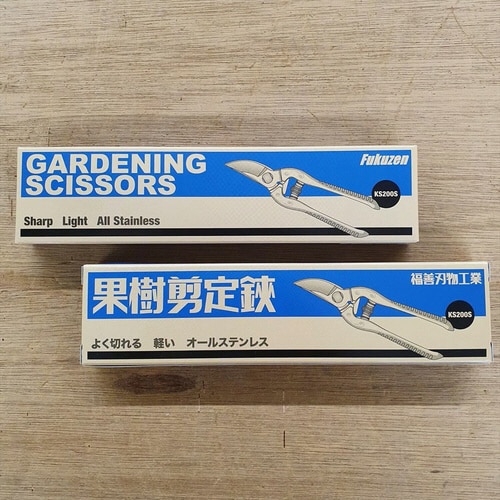 GARDENING
SCISSORS
Fukuzen
KS200S
Sharp Light All Stainless
果樹剪定鋏
福善刃物工業
KS200S
よく切れる 軽い オールステンレス